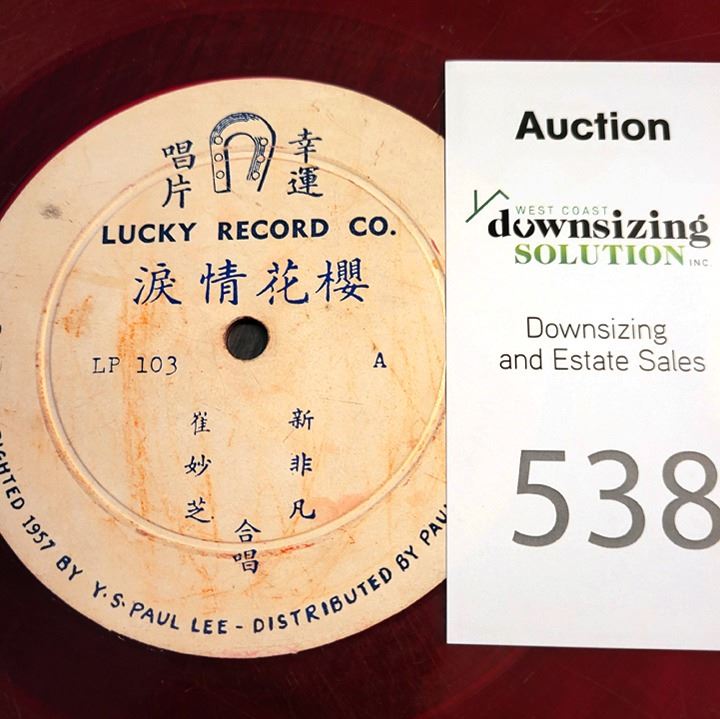 幸運
唱片
LUCKY RECORD CO.
櫻花情淚
LP 103 A
新非凡
崔妙芝
合唱
1957 BY Y.S. PAUL LEE - DISTRIBUTED BY
Auction
WEST COAST
downsizing
SOLUTION INC.
Downsizing
and Estate Sales
538